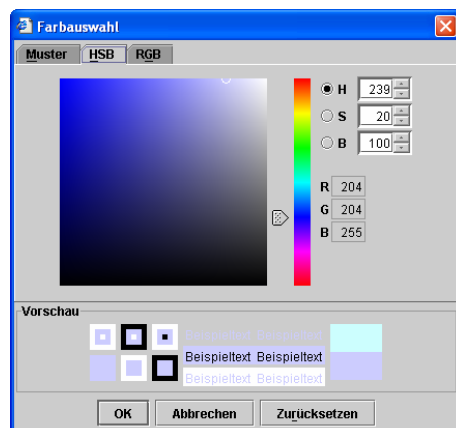 Farbauswahl
Muster HSB RGB
H 239
S 20
B 100
R 204
G 204
B 255
Vorschau
Beispieltext Beispieltext
Beispieltext Beispieltext
Beispieltext Beispieltext
OK Abbrechen Zurücksetzen